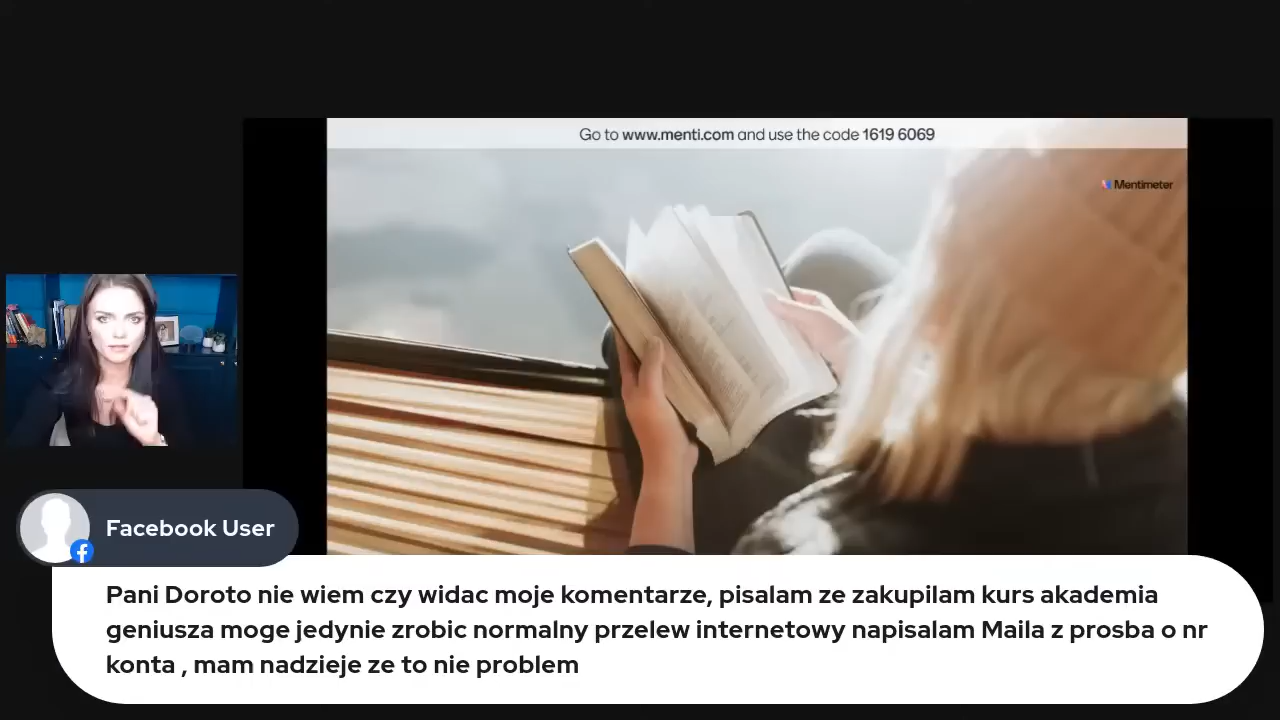 Go to www.menti.com and use the code 1619 6069
Mentimeter
Facebook User
Pani Doroto nie wiem czy widac moje komentarze, pisalam ze zakupilam kurs akademia
geniusza moge jedynie zrobic normalny przelew internetowy napisalam Maila z prosba o nr
konta , mam nadzieje ze to nie problem